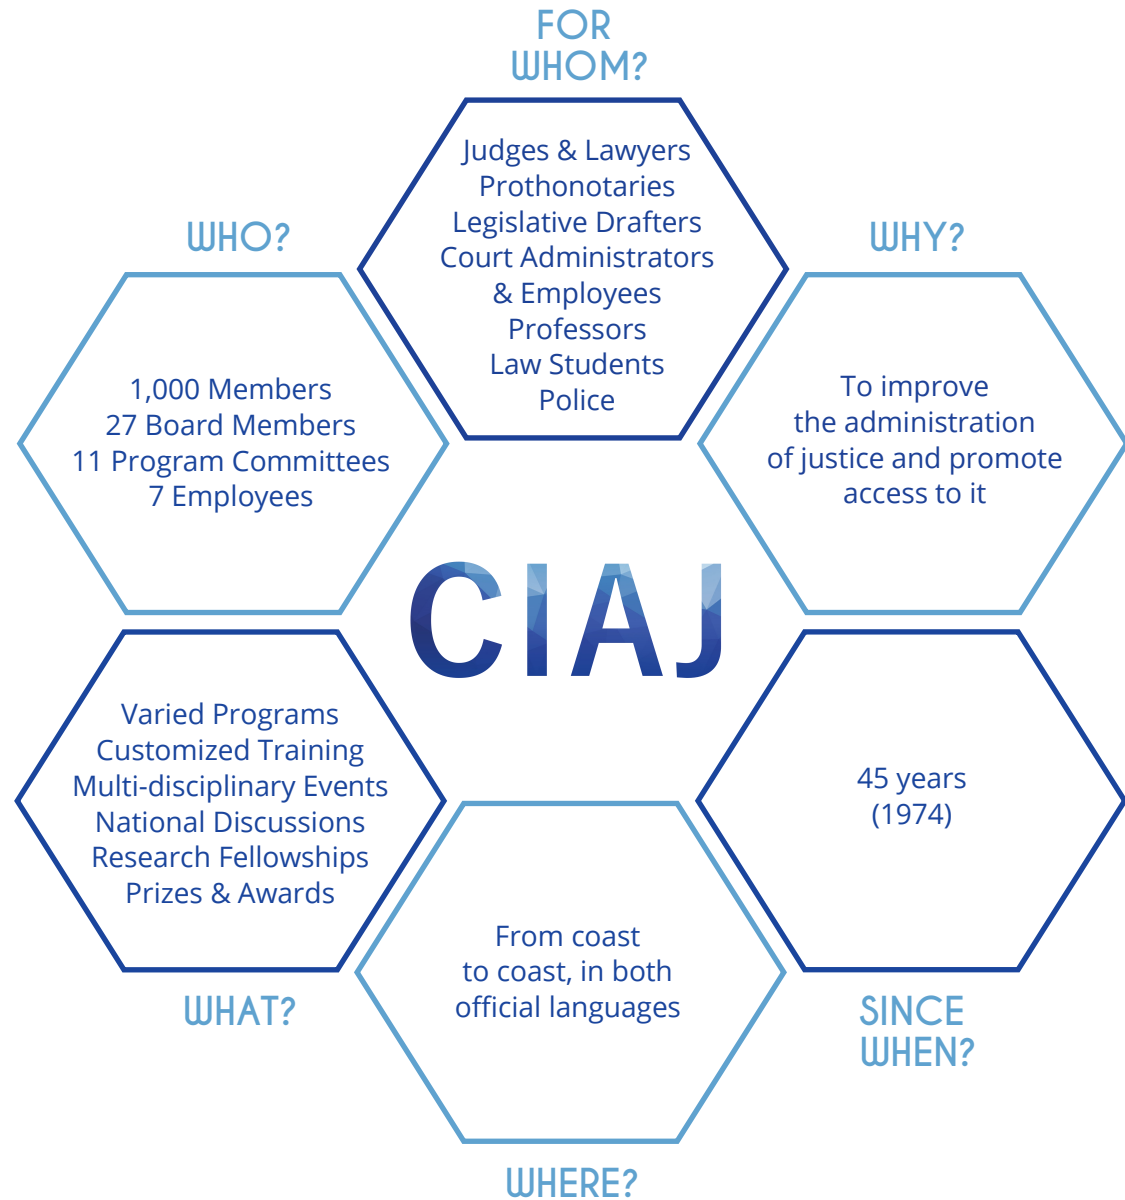 FOR
WHOM?
Judges & Lawyers
Prothonotaries
Legislative Drafters
Court Administrators
& Employees
Professors
Law Students
Police
WHO?
1,000 Members
27 Board Members
11 Program Committees
7 Employees
WHY?
To improve
the administration
of justice and promote
access to it
CIAJ
Varied Programs
Customized Training
Multi-disciplinary Events
National Discussions
Research Fellowships
Prizes & Awards
WHAT?
45 years
(1974)
SINCE
WHEN?
From coast
to coast, in both
official languages
WHERE?